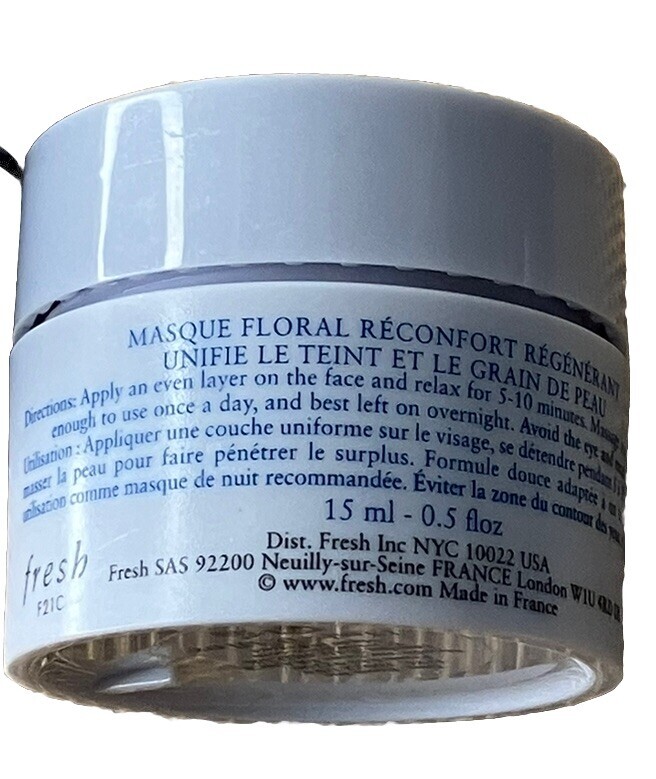 MASQUE FLORAL RÉCONFORT RÉGÉNÉRANT
UNIFIE LE TEINT ET LE GRAIN DE PEAU
Directions: Apply an even layer on the face and relax for 5-10 minutes. Massage
enough to use once a day, and best left on overnight. Avoid the eye
Utilisation : Appliquer une couche uniforme sur le visage, se détendre pendant
masser la peau pour faire pénétrer le surplus. Formule douce adaptée à un
utilisation comme masque de nuit recommandée. Éviter la zone du contour des yeux
15 ml - 0.5 floz
Dist. Fresh Inc NYC 10022 USA
Fresh SAS 92200 Neuilly-sur-Seine FRANCE London W1U
© www.fresh.com Made in France
fresh
F21C